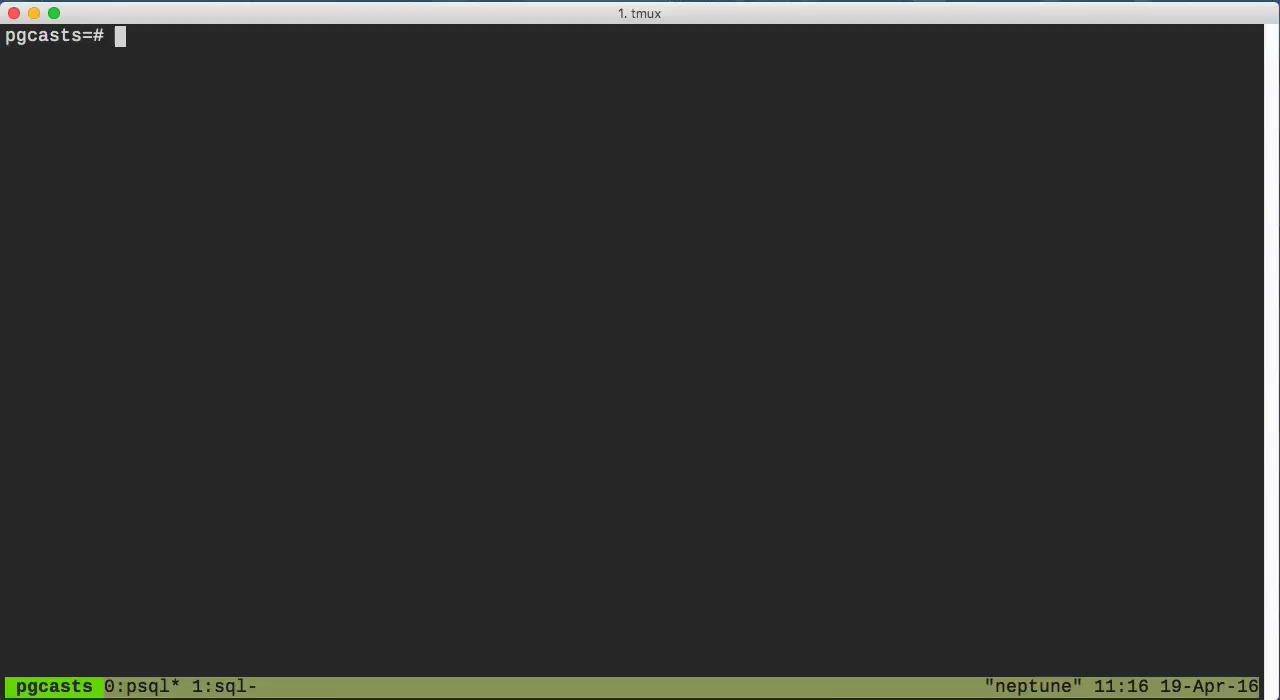 1. tmux
pgcasts=#
pgcasts 0:psql* 1:sql- "neptune" 11:16 19-Apr-16